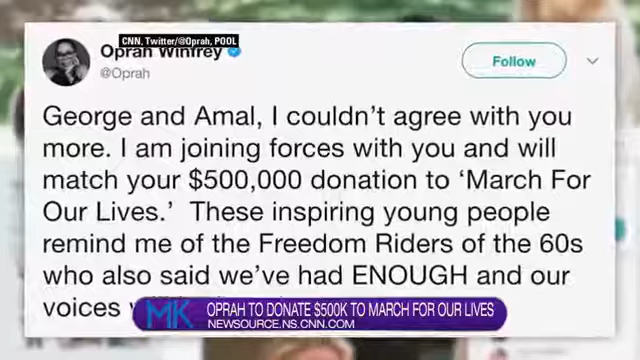 CNN, Twitter/@Oprah, POOL
Oprah Winfrey
@Oprah
Follow
George and Amal, I couldn't agree with you
more. I am joining forces with you and will
match your $500,000 donation to 'March For
Our Lives.' These inspiring young people
remind me of the Freedom Riders of the 60s
who also said we've had ENOUGH and our
voices
MK
OPRAH TO DONATE $500K TO MARCH FOR OUR LIVES
NEWSOURCE.NS.CNN.COM